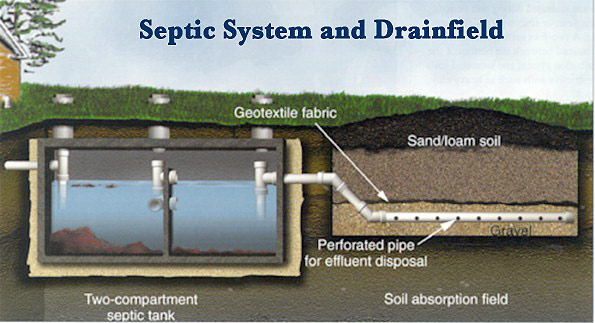 Septic System and Drainfield
Geotextile fabric
Sand/loam soil
Gravel
Perforated pipe
for effluent disposal
Two-compartment
septic tank
Soil absorption field